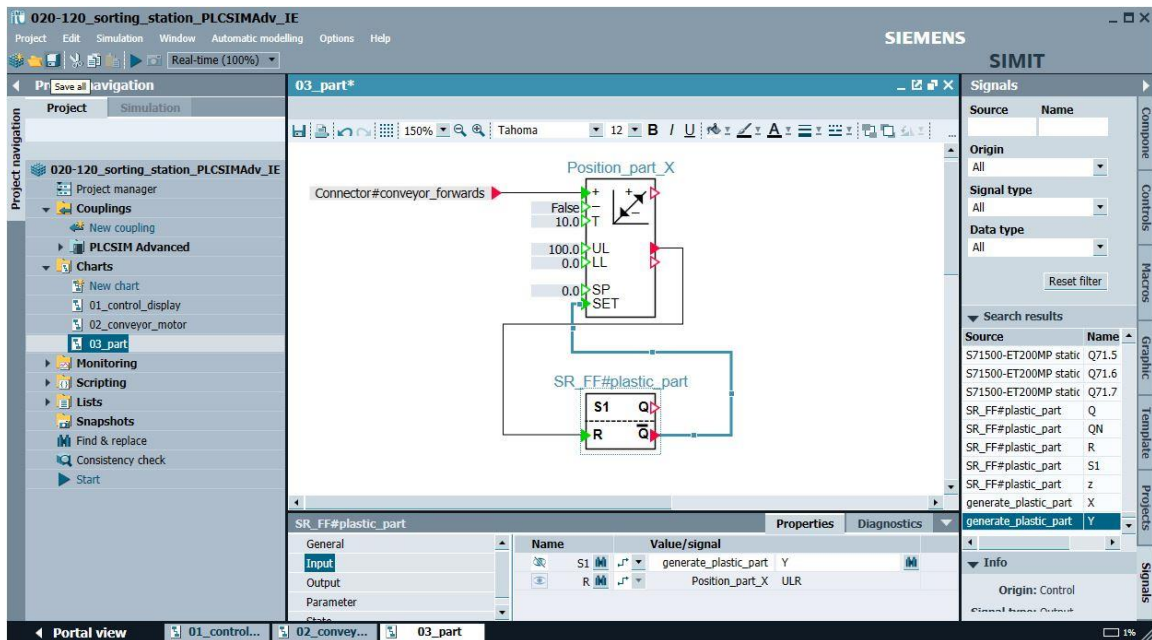 020-120_sorting_station_PLCSIMAdv_IE
Project Edit Simulation Window Automatic modelling Options Help
SIEMENS
Real-time (100%)
SIMIT
Save all
navigation
Project Simulation
Project navigation
020-120_sorting_station_PLCSIMAdv_IE
Project manager
Couplings
New coupling
PLCSIM Advanced
Charts
New chart
01_control_display
02_conveyor_motor
03_part
Monitoring
Scripting
Lists
Snapshots
Find & replace
Consistency check
Start
03_part*
150% Tahoma 12 B I U A
Position_part_X
Connector#conveyor_forwards + + −
False −
10.0 T
100.0 UL
0.0 LL
0.0 SP
SET
SR_FF#plastic_part
S1 Q
R Q̅
SR_FF#plastic_part Properties Diagnostics
General
Input
Output
Parameter
Name Value/signal
S1 generate_plastic_part Y
R Position_part_X ULR
Signals
Source Name
Origin
All
Signal type
All
Data type
All
Reset filter
Search results
Source Name
S71500-ET200MP static Q71.5
S71500-ET200MP static Q71.6
S71500-ET200MP static Q71.7
SR_FF#plastic_part Q
SR_FF#plastic_part QN
SR_FF#plastic_part R
SR_FF#plastic_part S1
SR_FF#plastic_part z
generate_plastic_part X
generate_plastic_part Y
Info
Origin: Control
Compone
Controls
Macros
Graphic
Template
Projects
Signals
Portal view 01_control... 02_convey... 03_part 1%